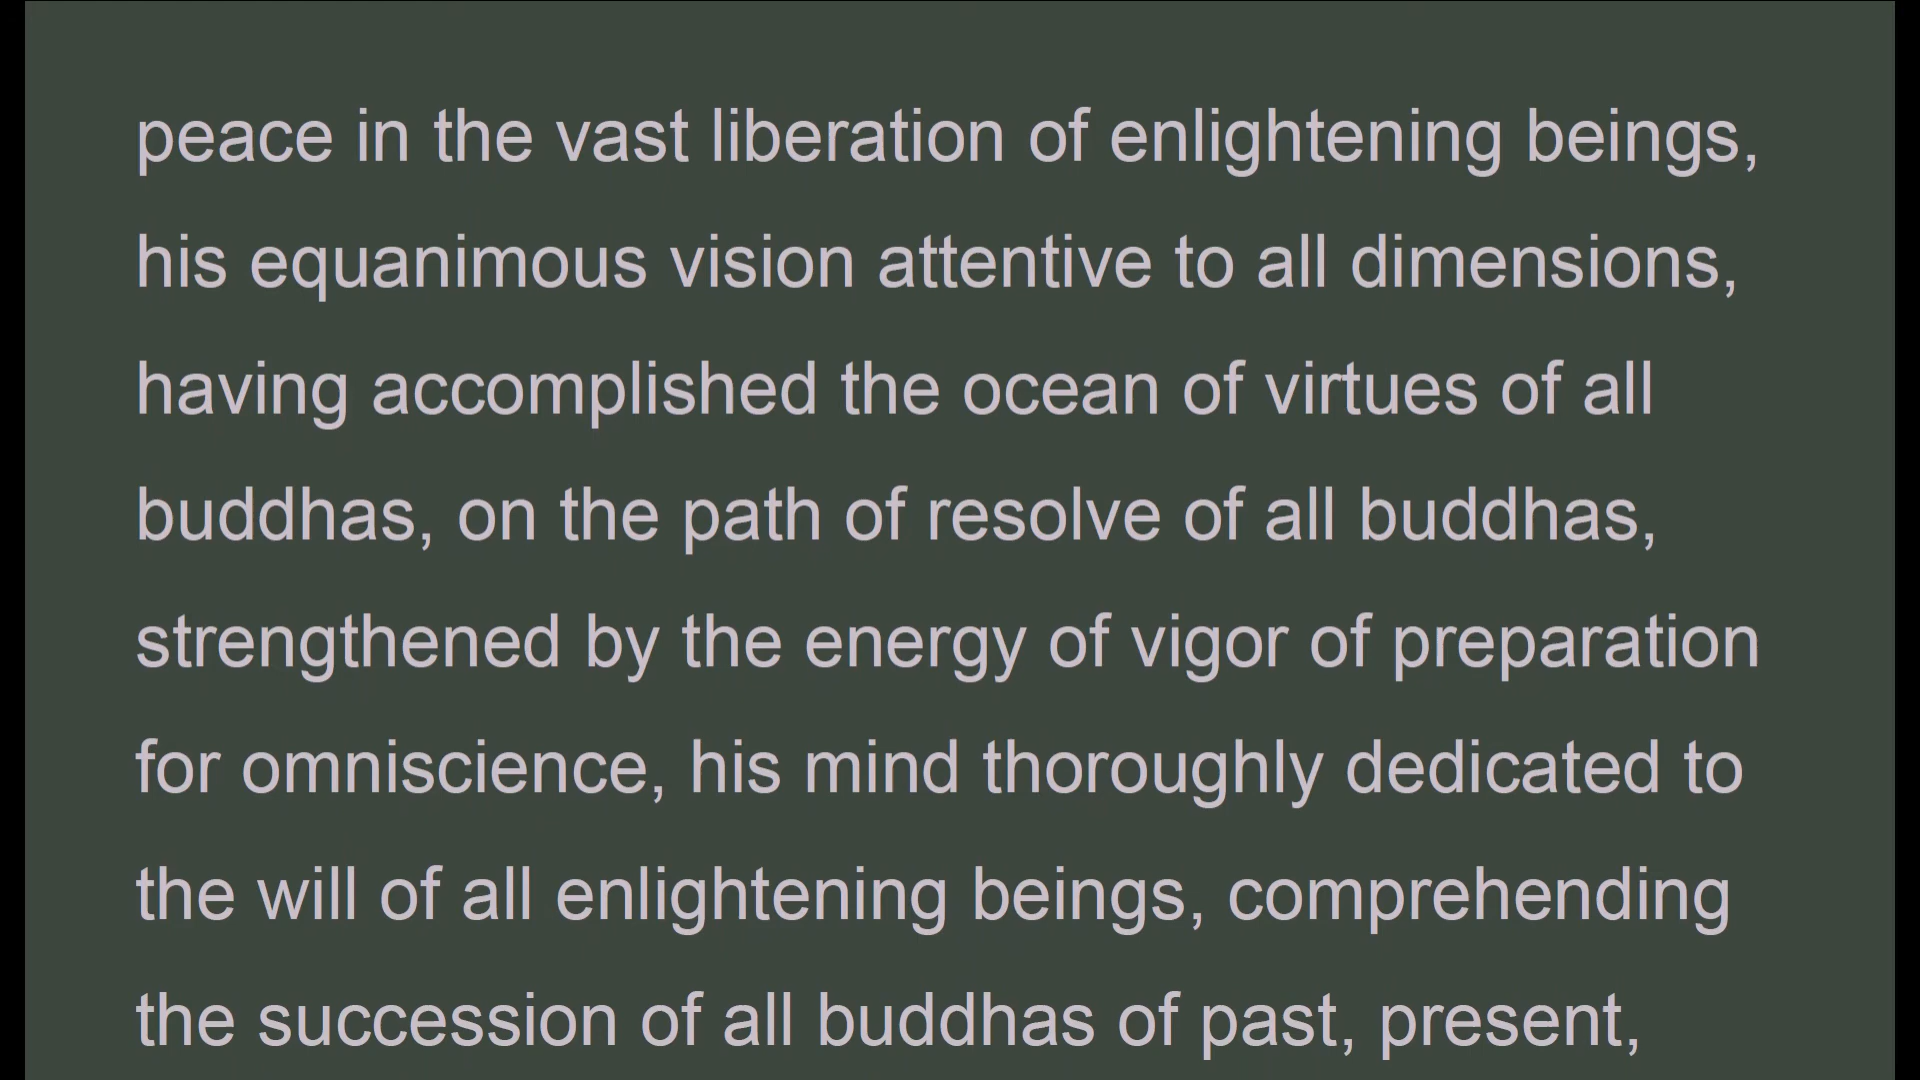 peace in the vast liberation of enlightening beings,
his equanimous vision attentive to all dimensions,
having accomplished the ocean of virtues of all
buddhas, on the path of resolve of all buddhas,
strengthened by the energy of vigor of preparation
for omniscience, his mind thoroughly dedicated to
the will of all enlightening beings, comprehending
the succession of all buddhas of past, present,